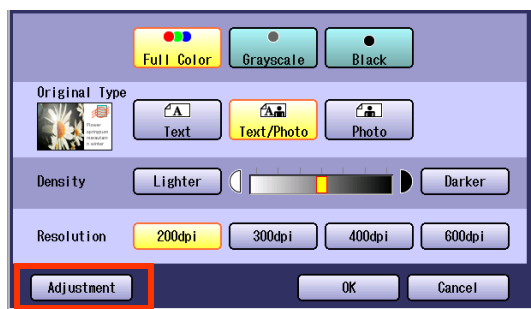 Full Color Grayscale Black
Original Type
Text Text/Photo Photo
Density Lighter Darker
Resolution 200dpi 300dpi 400dpi 600dpi
Adjustment OK Cancel